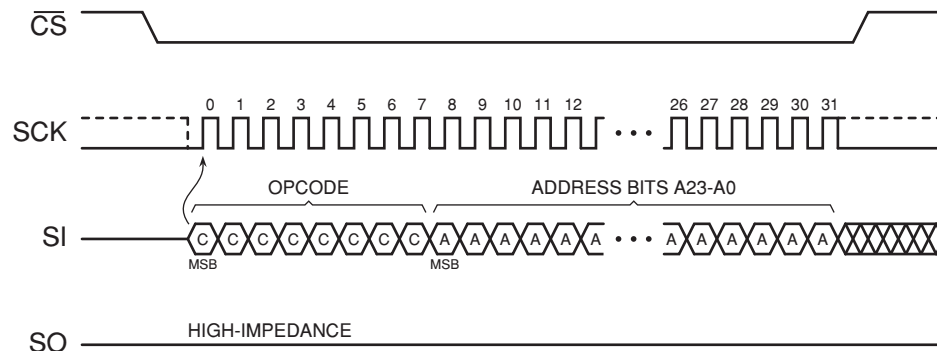 CS
0 1 2 3 4 5 6 7 8 9 10 11 12 26 27 28 29 30 31
SCK
OPCODE ADDRESS BITS A23-A0
SI C C C C C C C C A A A A A A A A A A A A
MSB MSB
HIGH-IMPEDANCE
SO